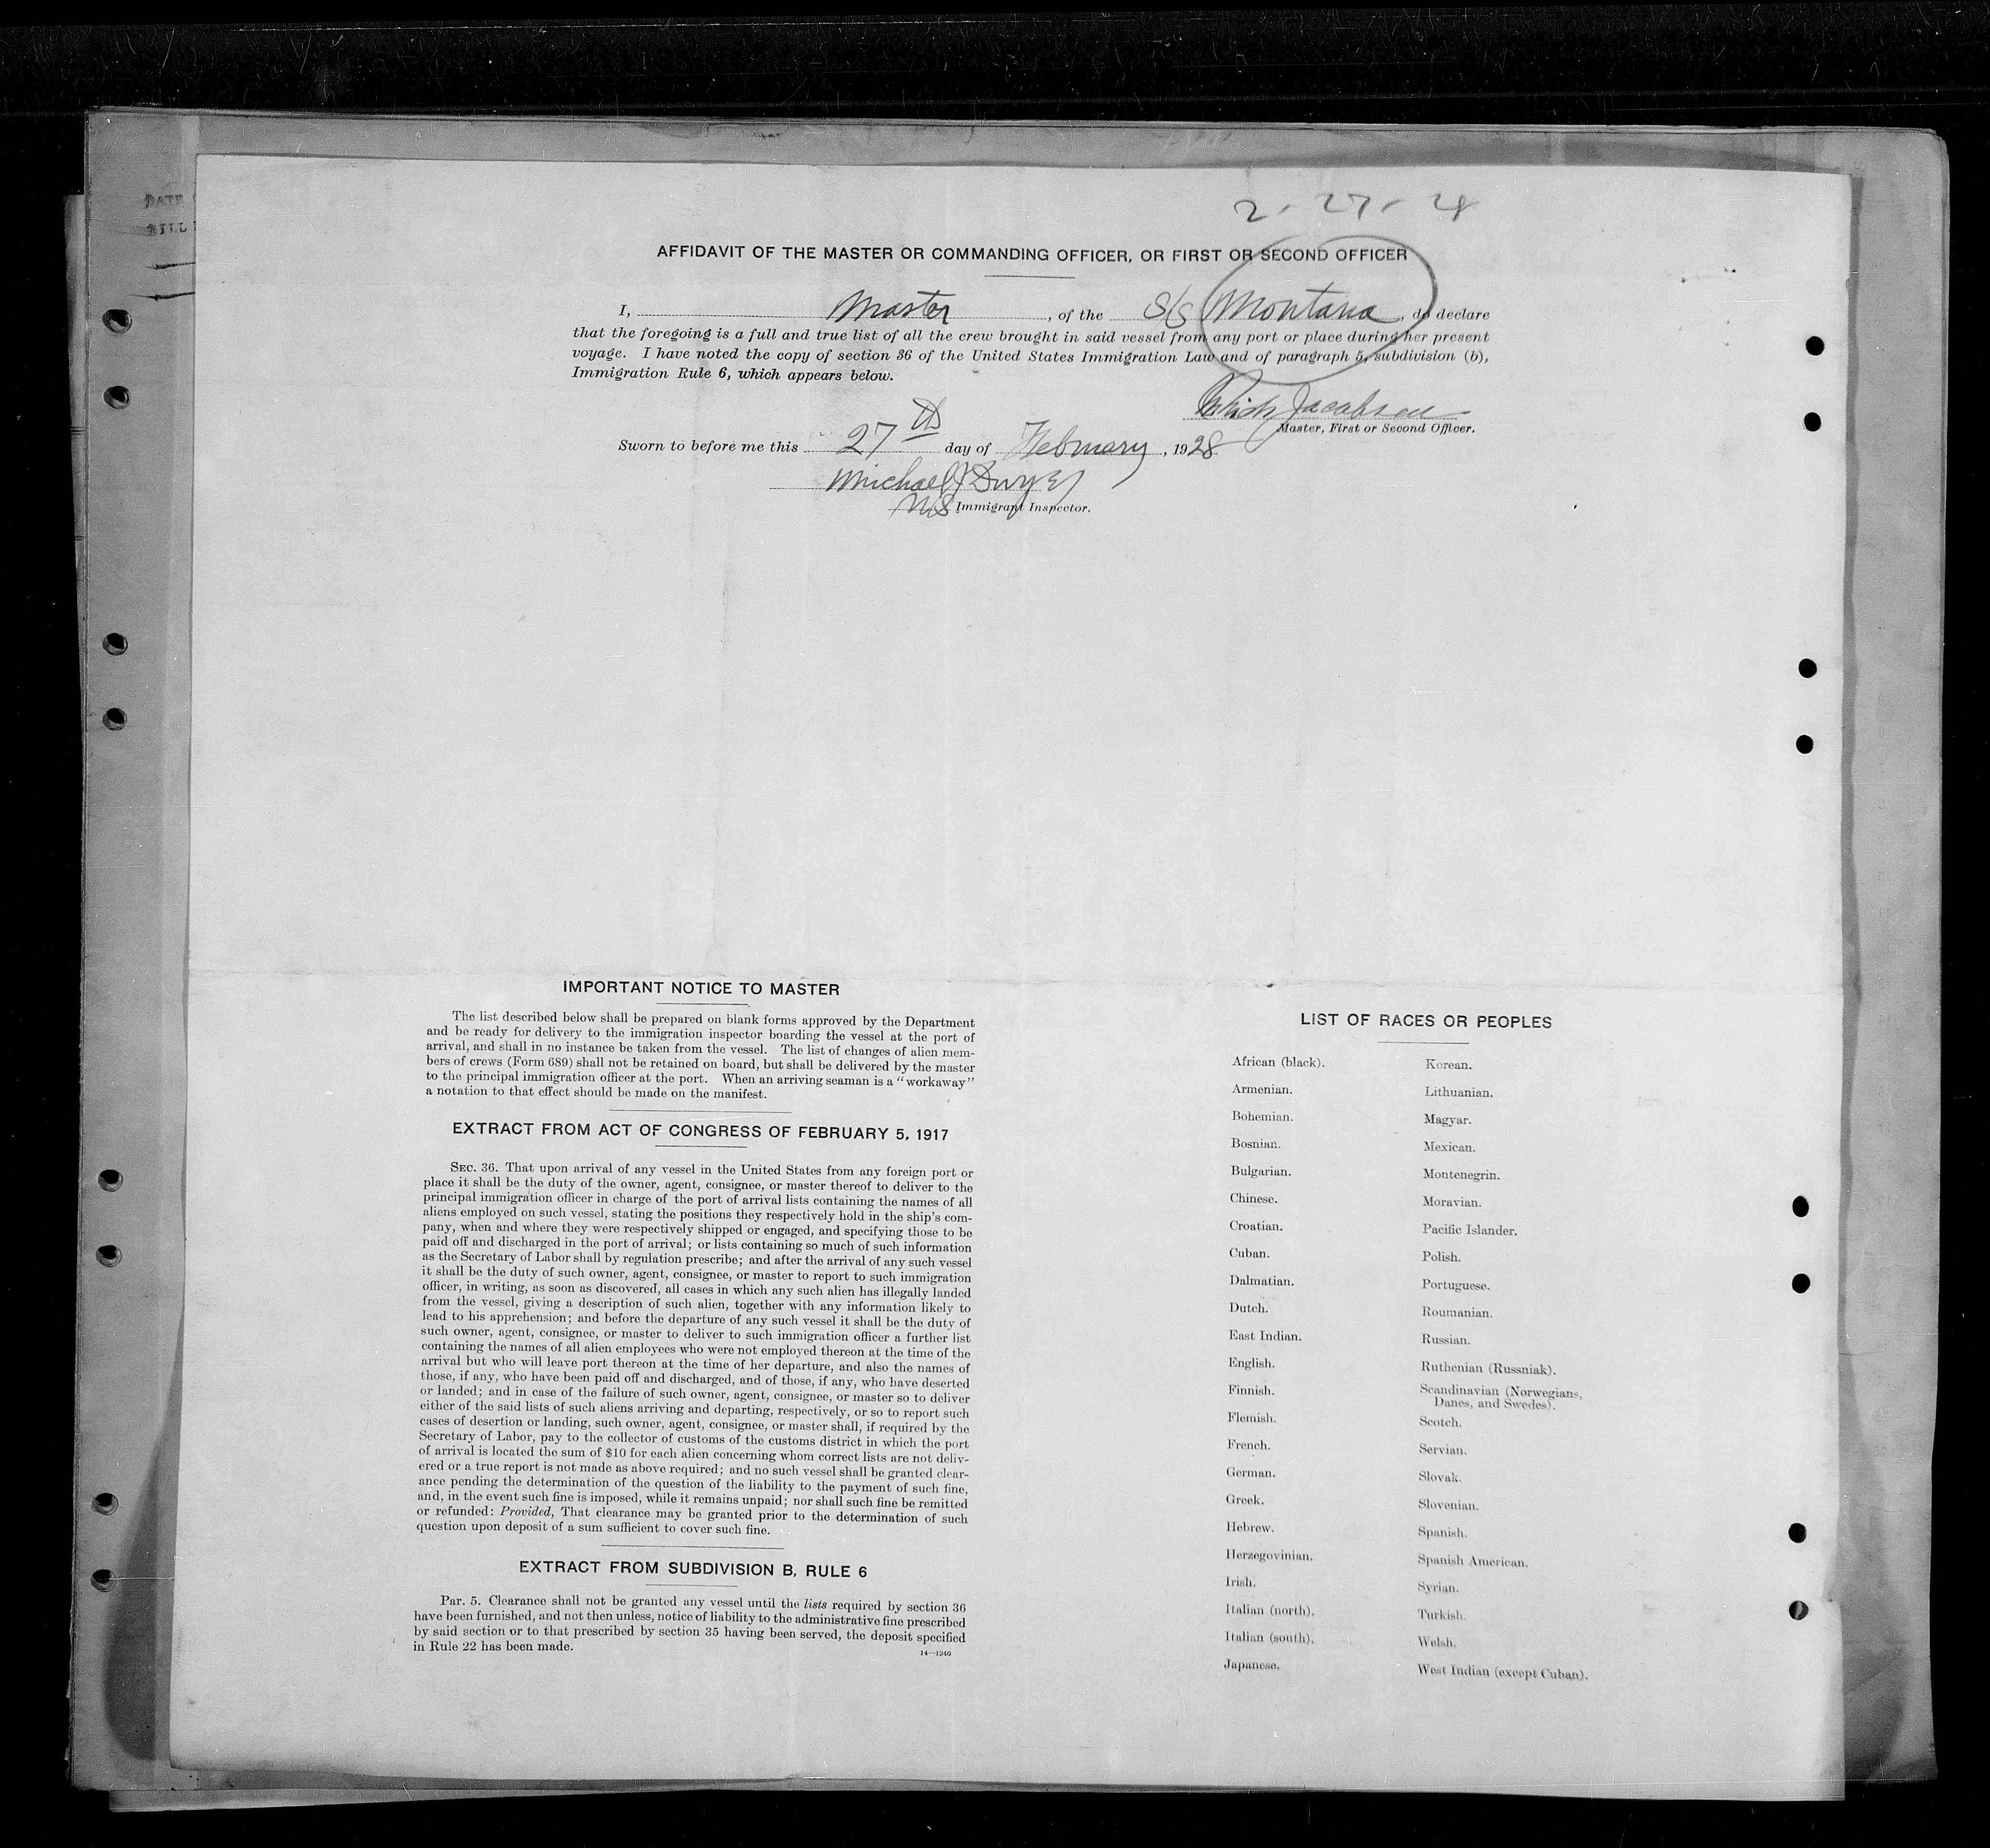 DATE
2-27-28
AFFIDAVIT OF THE MASTER OR COMMANDING OFFICER, OR FIRST OR SECOND OFFICER
I, Master, of the S/S Montana, do declare
that the foregoing is a full and true list of all the crew brought in said vessel from any port or place during her present
voyage. I have noted the copy of section 36 of the United States Immigration Law and of paragraph 5, subdivision (b),
Immigration Rule 6, which appears below.
Jacobsen
Master, First or Second Officer.
Sworn to before me this 27th day of February, 1928
Michael J Dwyer
US Immigrant Inspector.
IMPORTANT NOTICE TO MASTER
The list described below shall be prepared on blank forms approved by the Department
and be ready for delivery to the immigration inspector boarding the vessel at the port of
arrival, and shall in no instance be taken from the vessel. The list of changes of alien mem-
bers of crews (Form 689) shall not be retained on board, but shall be delivered by the master
to the principal immigration officer at the port. When an arriving seaman is a "workaway"
a notation to that effect should be made on the manifest.
EXTRACT FROM ACT OF CONGRESS OF FEBRUARY 5, 1917
SEC. 36. That upon arrival of any vessel in the United States from any foreign port or
place it shall be the duty of the owner, agent, consignee, or master thereof to deliver to the
principal immigration officer in charge of the port of arrival lists containing the names of all
aliens employed on such vessel, stating the positions they respectively hold in the ship's com-
pany, when and where they were respectively shipped or engaged, and specifying those to be
paid off and discharged in the port of arrival; or lists containing so much of such information
as the Secretary of Labor shall by regulation prescribe; and after the arrival of any such vessel
it shall be the duty of such owner, agent, consignee, or master to report to such immigration
officer, in writing, as soon as discovered, all cases in which any such alien has illegally landed
from the vessel, giving a description of such alien, together with any information likely to
lead to his apprehension; and before the departure of any such vessel it shall be the duty of
such owner, agent, consignee, or master to deliver to such immigration officer a further list
containing the names of all alien employees who were not employed thereon at the time of the
arrival but who will leave port thereon at the time of her departure, and also the names of
those, if any, who have been paid off and discharged, and of those, if any, who have deserted
or landed; and in case of the failure of such owner, agent, consignee, or master so to deliver
either of the said lists of such aliens arriving and departing, respectively, or so to report such
cases of desertion or landing, such owner, agent, consignee, or master shall, if required by the
Secretary of Labor, pay to the collector of customs of the customs district in which the port
of arrival is located the sum of $10 for each alien concerning whom correct lists are not deliv-
ered or a true report is not made as above required; and no such vessel shall be granted clear-
ance pending the determination of the question of the liability to the payment of such fine,
and, in the event such fine is imposed, while it remains unpaid; nor shall such fine be remitted
or refunded: Provided, That clearance may be granted prior to the determination of such
question upon deposit of a sum sufficient to cover such fine.
EXTRACT FROM SUBDIVISION B, RULE 6
Par. 5. Clearance shall not be granted any vessel until the lists required by section 36
have been furnished, and not then unless, notice of liability to the administrative fine prescribed
by said section or to that prescribed by section 35 having been served, the deposit specified
in Rule 22 has been made.
14—1240
LIST OF RACES OR PEOPLES
African (black).
Armenian.
Bohemian.
Bosnian.
Bulgarian.
Chinese.
Croatian.
Cuban.
Dalmatian.
Dutch.
East Indian.
English.
Finnish.
Flemish.
French.
German.
Greek.
Hebrew.
Herzegovinian.
Irish.
Italian (north).
Italian (south).
Japanese.
Korean.
Lithuanian.
Magyar.
Mexican.
Montenegrin.
Moravian.
Pacific Islander.
Polish.
Portuguese.
Roumanian.
Russian.
Ruthenian (Russniak).
Scandinavian (Norwegians,
Danes, and Swedes).
Scotch.
Servian.
Slovak.
Slovenian.
Spanish.
Spanish American.
Syrian.
Turkish.
Welsh.
West Indian (except Cuban).